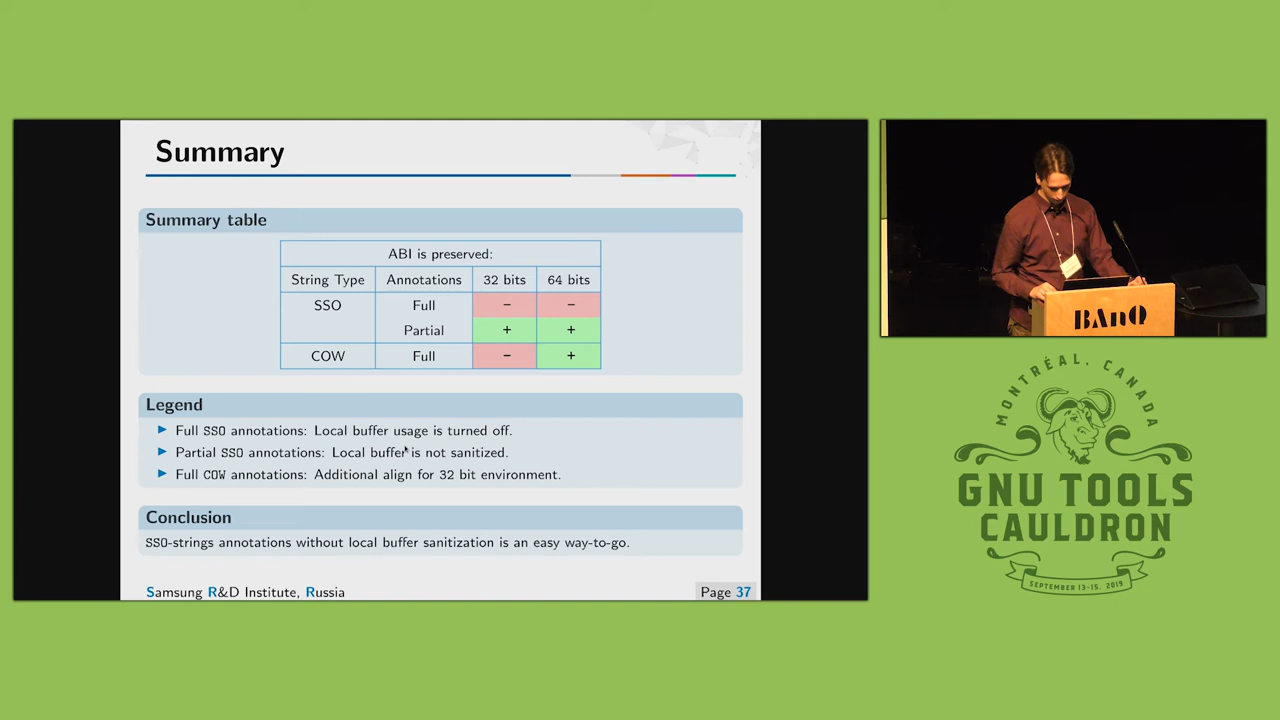 Summary
Summary table
ABI is preserved:
String Type Annotations 32 bits 64 bits
SSO Full − −
Partial + +
COW Full − +
Legend
Full SSO annotations: Local buffer usage is turned off.
Partial SSO annotations: Local buffer is not sanitized.
Full COW annotations: Additional align for 32 bit environment.
Conclusion
SSO-strings annotations without local buffer sanitization is an easy way-to-go.
Samsung R&D Institute, Russia
Page 37
BAnQ
MONTRÉAL, CANADA
GNU TOOLS
CAULDRON
SEPTEMBER 13-15, 2019